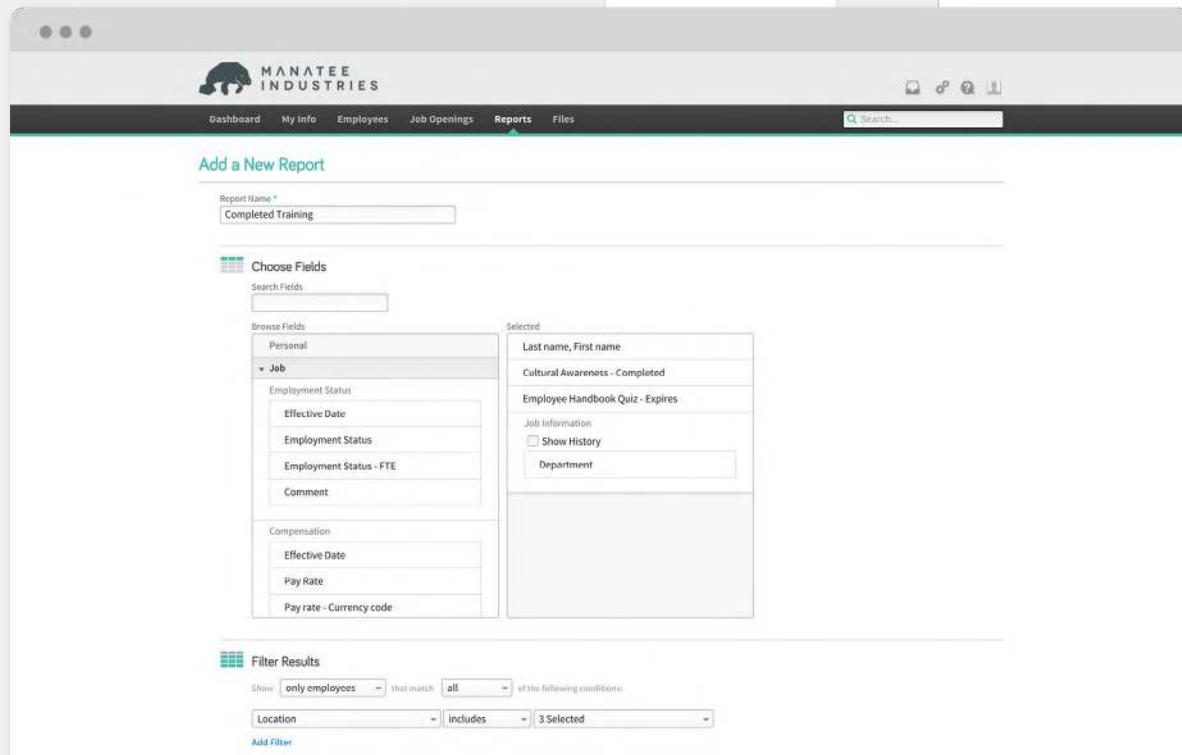 MANATEE
INDUSTRIES
Dashboard My Info Employees Job Openings Reports Files
Search...
Add a New Report
Report Name *
Completed Training
Choose Fields
Search Fields
Browse Fields
Personal
Job
Employment Status
Effective Date
Employment Status
Employment Status - FTE
Comment
Compensation
Effective Date
Pay Rate
Pay rate - Currency code
Selected
Last name, First name
Cultural Awareness - Completed
Employee Handbook Quiz - Expires
Job Information
Show History
Department
Filter Results
Show only employees that match all of the following conditions:
Location includes 3 Selected
Add Filter